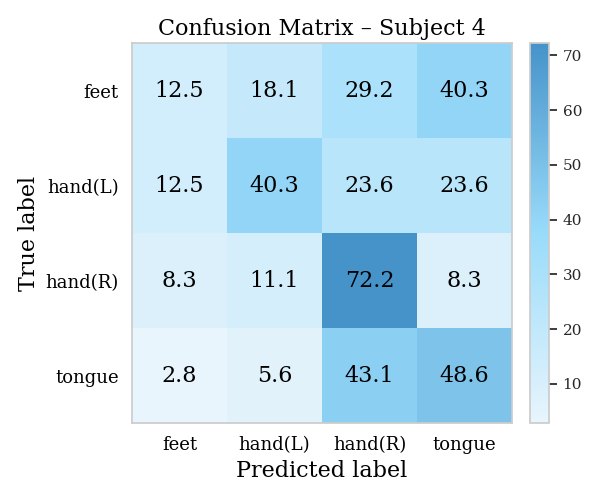 Confusion Matrix – Subject 4
feet 12.5 18.1 29.2 40.3
hand(L) 12.5 40.3 23.6 23.6
hand(R) 8.3 11.1 72.2 8.3
tongue 2.8 5.6 43.1 48.6
feet hand(L) hand(R) tongue
Predicted label
True label
70
60
50
40
30
20
10